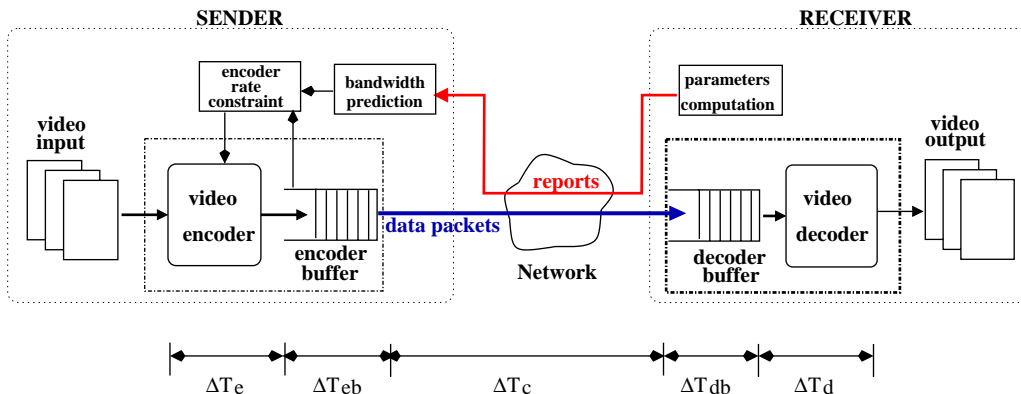 SENDER
RECEIVER
encoder
rate
constraint
bandwidth
prediction
parameters
computation
video
input
video
output
video
encoder
encoder
buffer
reports
data packets
Network
decoder
buffer
video
decoder
ΔTe
ΔTeb
ΔTc
ΔTdb
ΔTd